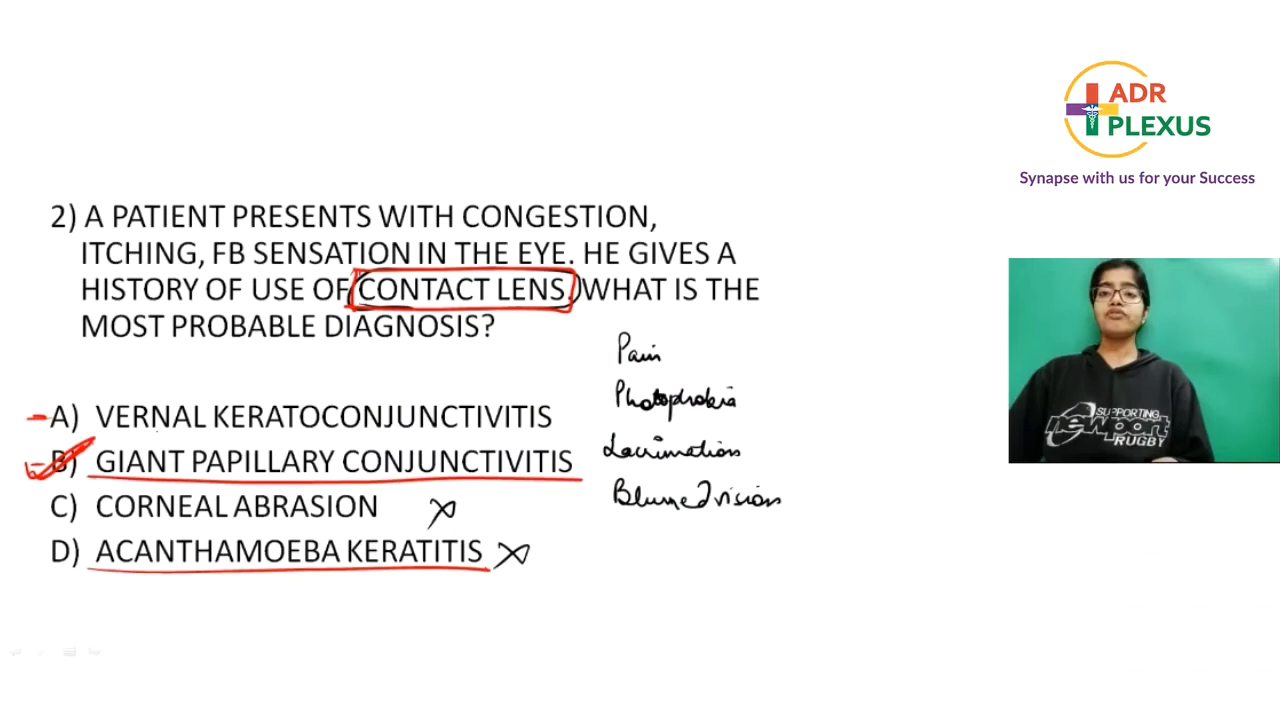 ADR
PLEXUS
Synapse with us for your Success
2) A PATIENT PRESENTS WITH CONGESTION,
ITCHING, FB SENSATION IN THE EYE. HE GIVES A
HISTORY OF USE OF CONTACT LENS. WHAT IS THE
MOST PROBABLE DIAGNOSIS?
Pain
Photophobia
Lacrimation
Blurred vision
A) VERNAL KERATOCONJUNCTIVITIS
B) GIANT PAPILLARY CONJUNCTIVITIS
C) CORNEAL ABRASION
D) ACANTHAMOEBA KERATITIS
SUPPORTING
newport
RUGBY